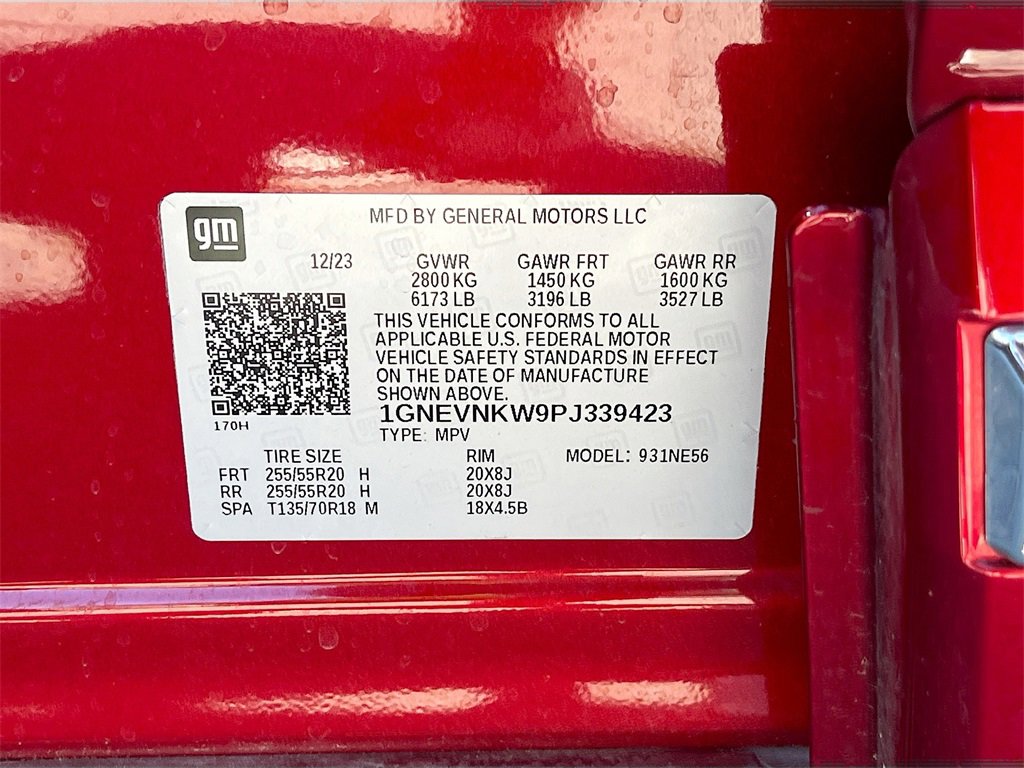 gm
MFD BY GENERAL MOTORS LLC
12/23 GVWR GAWR FRT GAWR RR
2800 KG 1450 KG 1600 KG
6173 LB 3196 LB 3527 LB
THIS VEHICLE CONFORMS TO ALL
APPLICABLE U.S. FEDERAL MOTOR
VEHICLE SAFETY STANDARDS IN EFFECT
ON THE DATE OF MANUFACTURE
SHOWN ABOVE.
1GNEVNKW9PJ339423
170H
TYPE: MPV
TIRE SIZE RIM MODEL: 931NE56
FRT 255/55R20 H 20X8J
RR 255/55R20 H 20X8J
SPA T135/70R18 M 18X4.5B